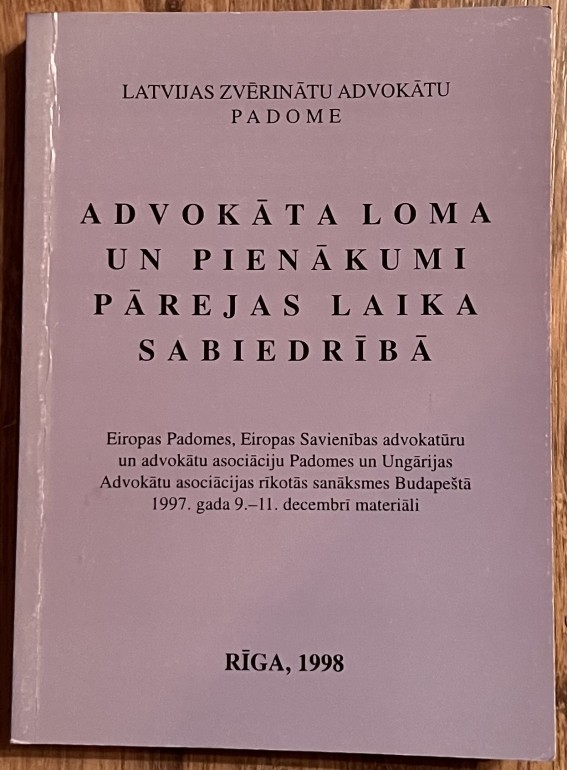 LATVIJAS ZVĒRINĀTU ADVOKĀTU
PADOME
ADVOKĀTA LOMA
UN PIENĀKUMI
PĀREJAS LAIKA
SABIEDRĪBĀ
Eiropas Padomes, Eiropas Savienības advokatūru
un advokātu asociāciju Padomes un Ungārijas
Advokātu asociācijas rīkotās sanāksmes Budapeštā
1997. gada 9.–11. decembrī materiāli
RĪGA, 1998